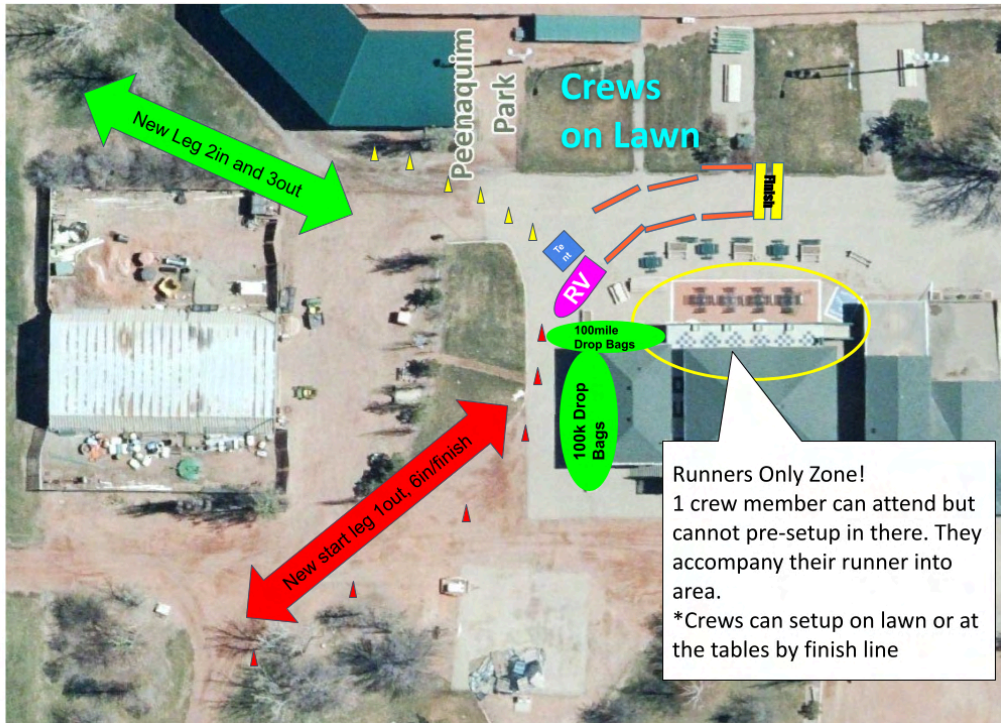 Peenaquim
Park
Crews
on Lawn
New Leg 2in and 3out
Finish
Te
nt
RV
100mile
Drop Bags
100k Drop
Bags
New start leg 1out, 6in/finish
Runners Only Zone!
1 crew member can attend but
cannot pre-setup in there. They
accompany their runner into
area.
*Crews can setup on lawn or at
the tables by finish line